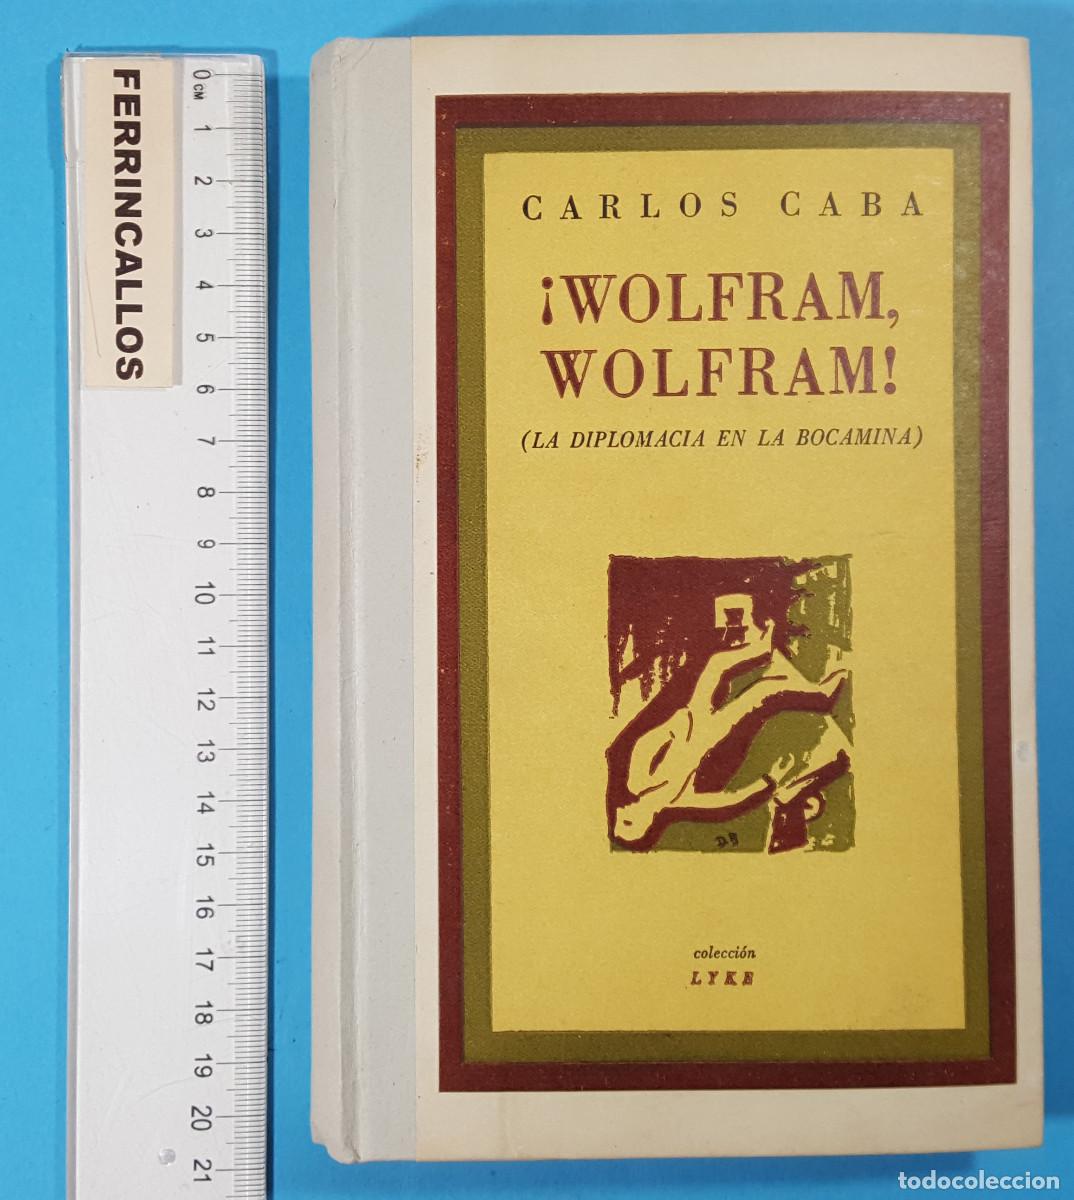 FERRINCALLOS
0 CM
1
2
3
4
5
6
7
8
9
10
11
12
13
14
15
16
17
18
19
20
21
CARLOS CABA
¡WOLFRAM,
WOLFRAM!
(LA DIPLOMACIA EN LA BOCAMINA)
colección
LYKE
todocoleccion